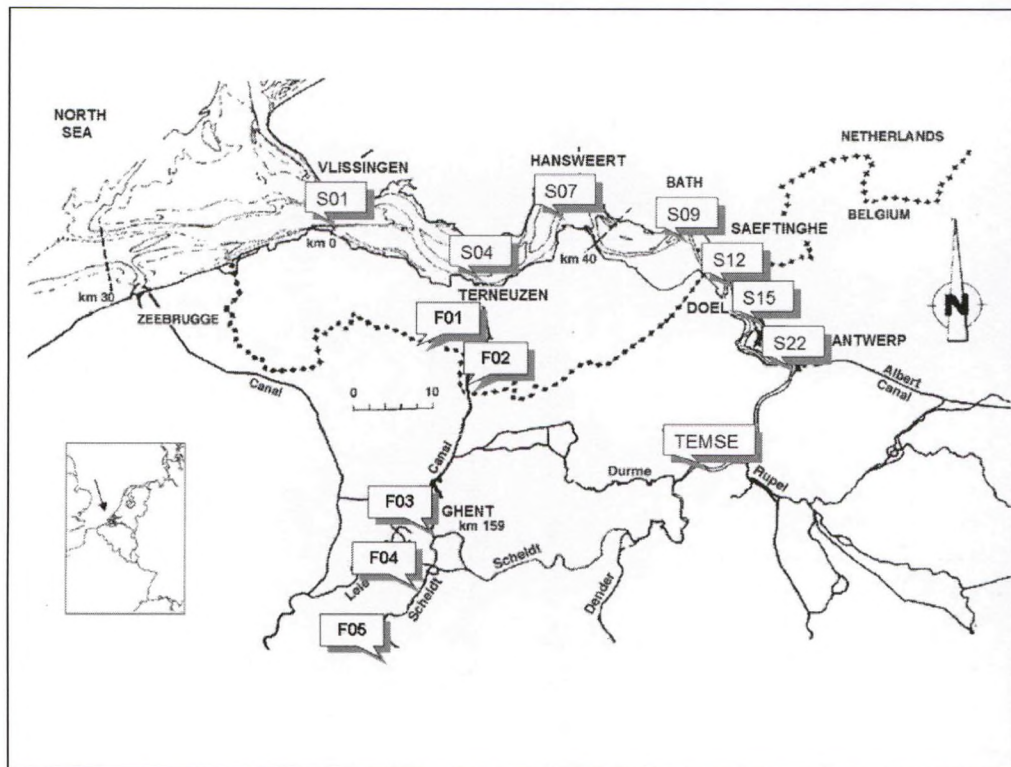 NORTH
SEA
NETHERLANDS
VLISSINGEN
HANSWEERT
BATH
S01
S07
S09
BELGIUM
SAEFTINGHE
km 0
S04
km 40
S12
km 30
TERNEUZEN
S15
DOEL
ZEEBRUGGE
F01
N
S22
ANTWERP
F02
Canal
0
10
Albert
Canal
TEMSE
Canal
Durme
Rupel
F03
GHENT
km 159
F04
Scheldt
Leie
Scheldt
Dender
F05